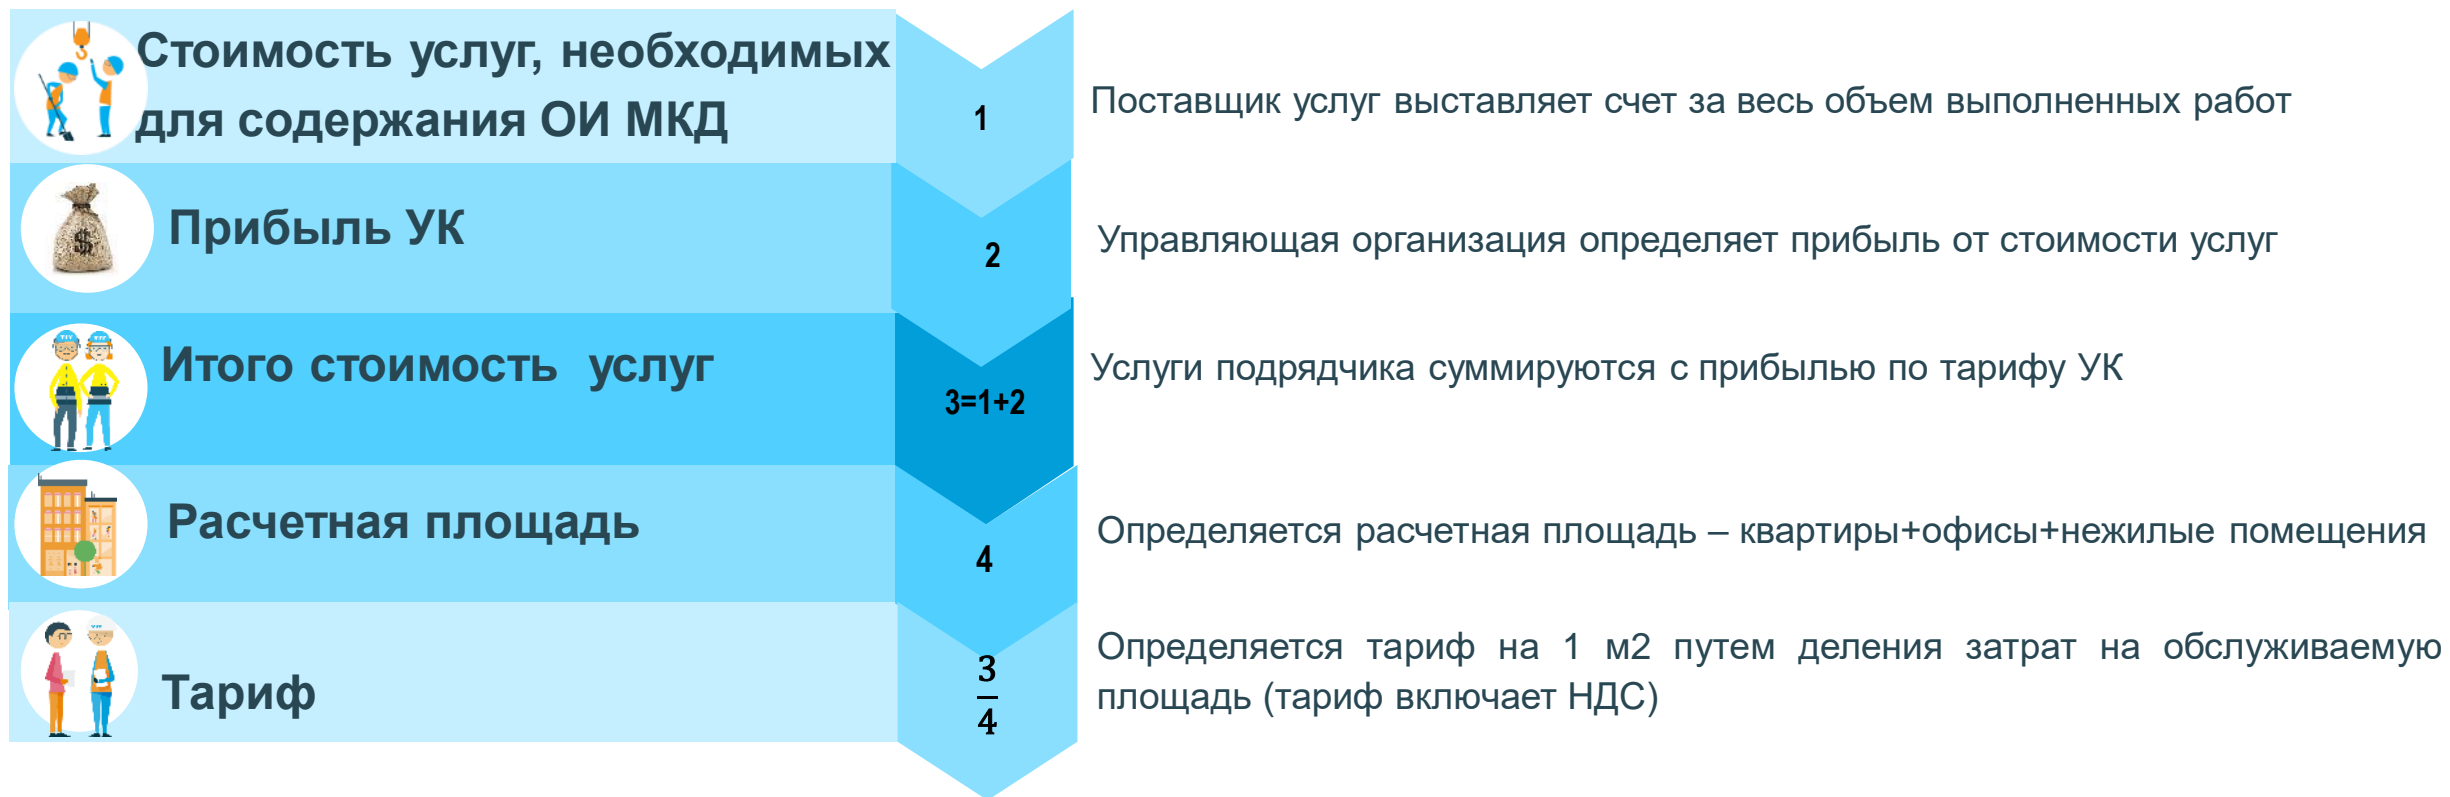 Стоимость услуг, необходимых
для содержания ОИ МКД
1
Поставщик услуг выставляет счет за весь объем выполненных работ
$
Прибыль УК
2
Управляющая организация определяет прибыль от стоимости услуг
Итого стоимость услуг
3=1+2
Услуги подрядчика суммируются с прибылью по тарифу УК
Расчетная площадь
4
Определяется расчетная площадь – квартиры+офисы+нежилые помещения
Тариф
3
4
Определяется тариф на 1 м2 путем деления затрат на обслуживаемую
площадь (тариф включает НДС)